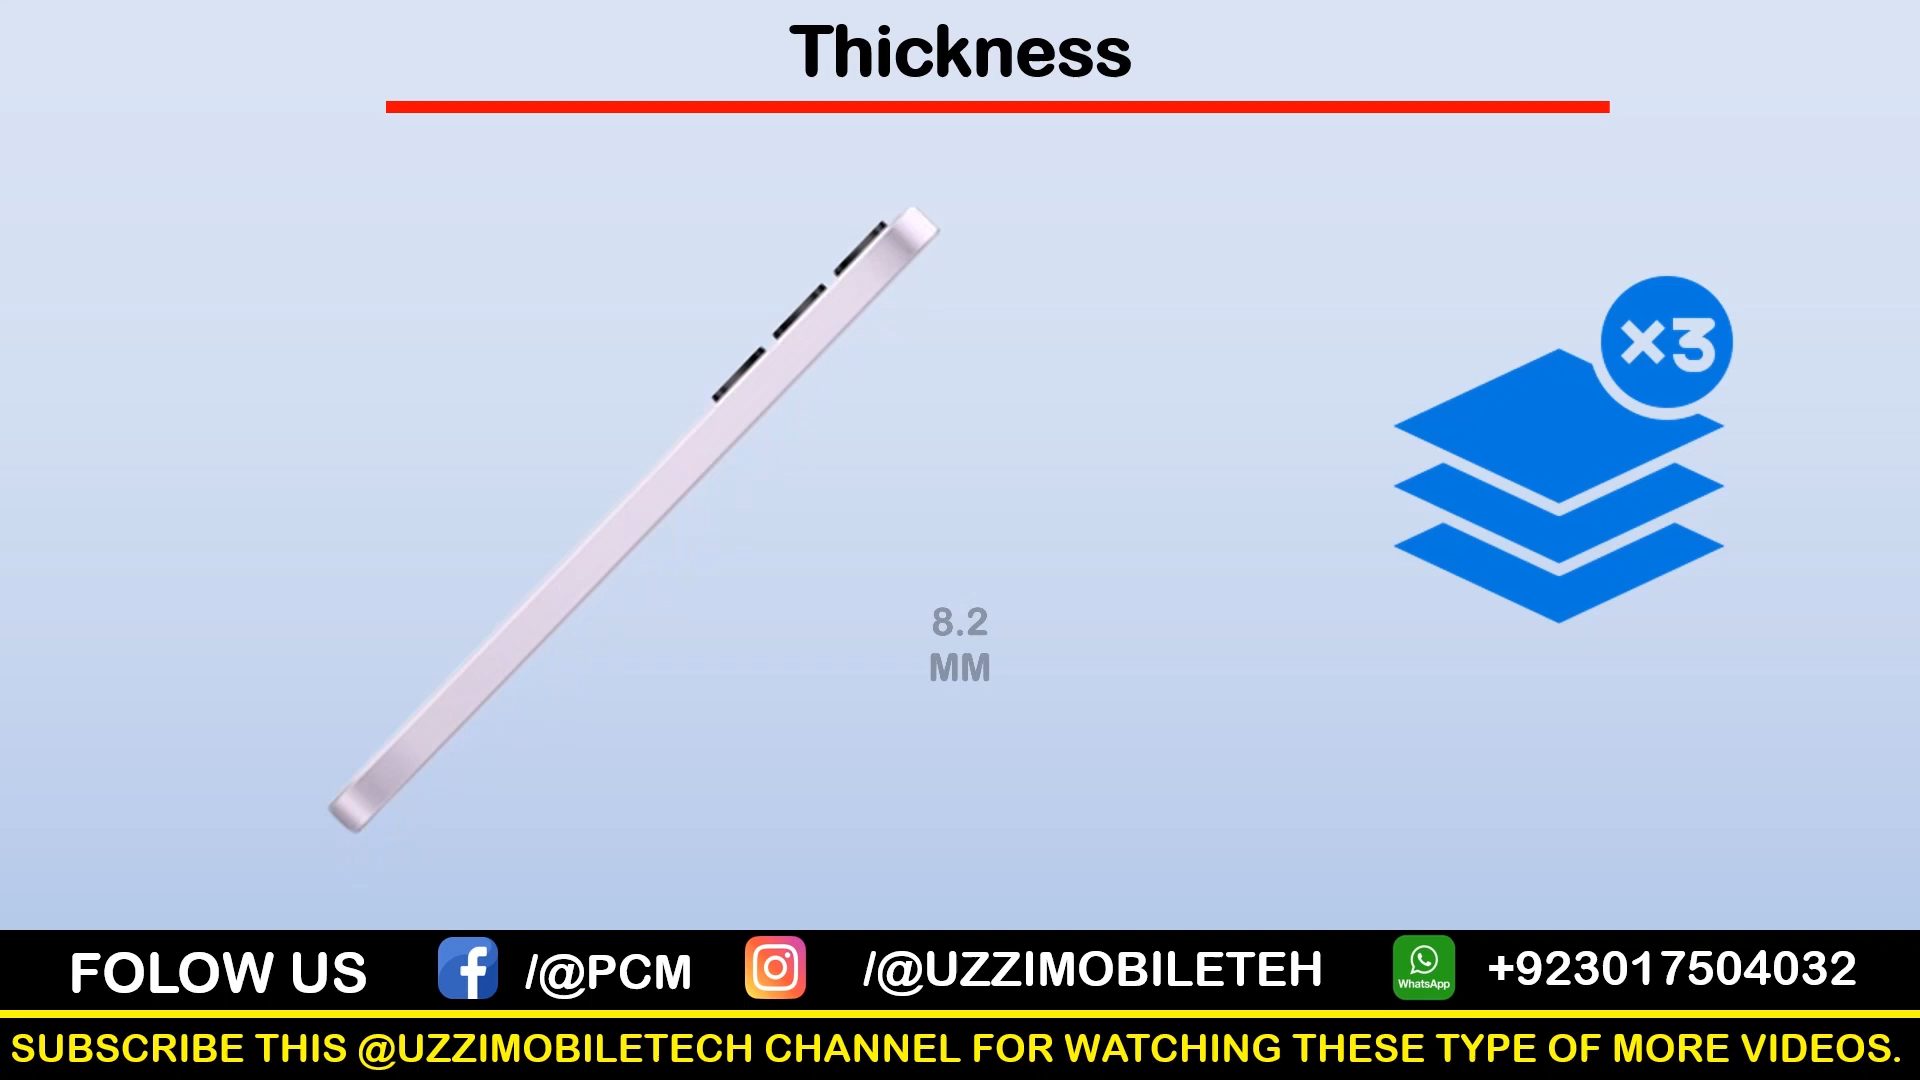 Thickness
×3
8.2
MM
FOLOW US /@PCM /@UZZIMOBILETEH WhatsApp +923017504032
SUBSCRIBE THIS @UZZIMOBILETECH CHANNEL FOR WATCHING THESE TYPE OF MORE VIDEOS.